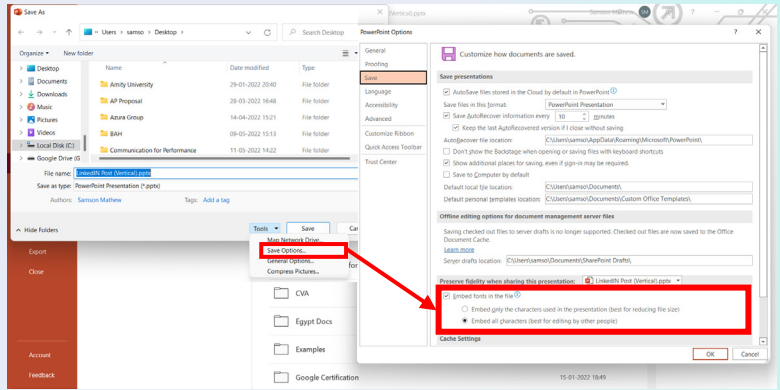 Save As
(Vertical).pptx
Samson Mathew
SM
(7)
> Users > samso > Desktop >
Search Desktop
Organize
New folder
Desktop
Documents
Downloads
Music
Pictures
Videos
Local Disk (C:)
Google Drive (G
Name
Date modified
Type
Amity University
29-01-2022 20:40
File folder
AP Proposal
28-03-2022 16:48
File folder
Azura Group
14-04-2022 15:21
File folder
BAH
09-05-2022 15:13
File folder
Communication for Performance
11-05-2022 14:22
File folder
File name: LinkedIN Post (Vertical).pptx
Save as type: PowerPoint Presentation (*.pptx)
Authors: Samson Mathew
Tags: Add a tag
Hide Folders
Tools
Save
Can
Map Network Drive...
Save Options...
General Options...
Compress Pictures...
for
Export
Close
Account
Feedback
CVA
Egypt Docs
Examples
Google Certification
15-01-2022 18:49
PowerPoint Options
General
Proofing
Save
Language
Accessibility
Advanced
Customize Ribbon
Quick Access Toolbar
Trust Center
Customize how documents are saved.
Save presentations
AutoSave files stored in the Cloud by default in PowerPoint
Save files in this format: PowerPoint Presentation
Save AutoRecover information every 10 minutes
Keep the last AutoRecovered version if I close without saving
AutoRecover file location: C:\Users\samso\AppData\Roaming\Microsoft\PowerPoint\
Don't show the Backstage when opening or saving files with keyboard shortcuts
Show additional places for saving, even if sign-in may be required.
Save to Computer by default
Default local file location: C:\Users\samso\Documents\
Default personal templates location: C:\Users\samso\Documents\Custom Office Templates\
Offline editing options for document management server files
Saving checked out files to server drafts is no longer supported. Checked out files are now saved to the Office
Document Cache.
Learn more
Server drafts location: C:\Users\samso\Documents\SharePoint Drafts\
Preserve fidelity when sharing this presentation: LinkedIN Post (Vertical).pptx
Embed fonts in the file
Embed only the characters used in the presentation (best for reducing file size)
Embed all characters (best for editing by other people)
Cache Settings
OK
Cancel